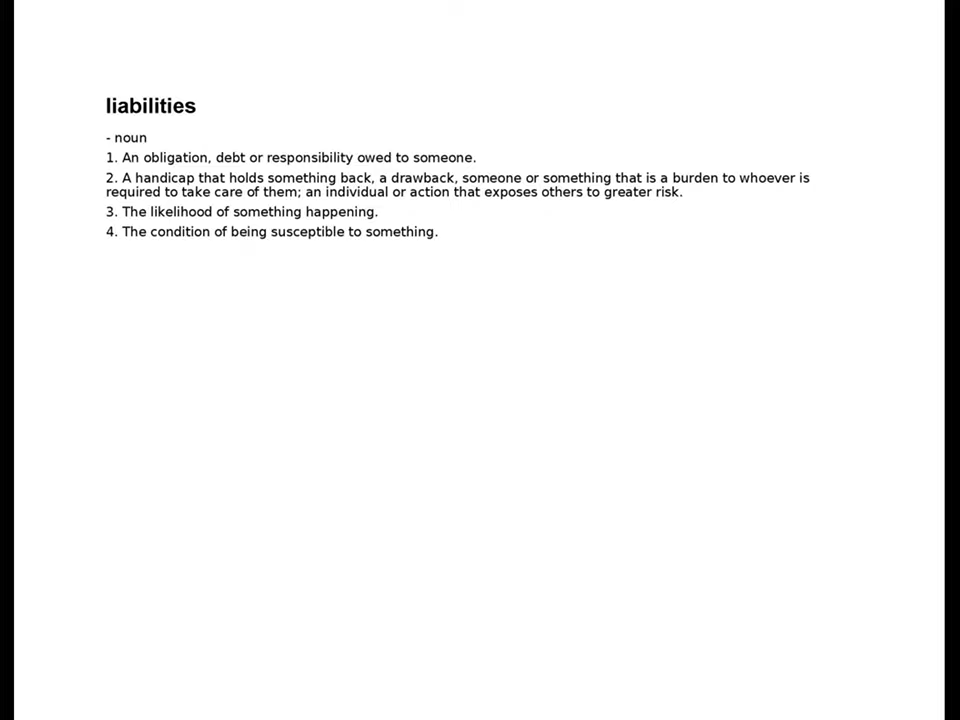 liabilities
- noun
1. An obligation, debt or responsibility owed to someone.
2. A handicap that holds something back, a drawback, someone or something that is a burden to whoever is
required to take care of them; an individual or action that exposes others to greater risk.
3. The likelihood of something happening.
4. The condition of being susceptible to something.